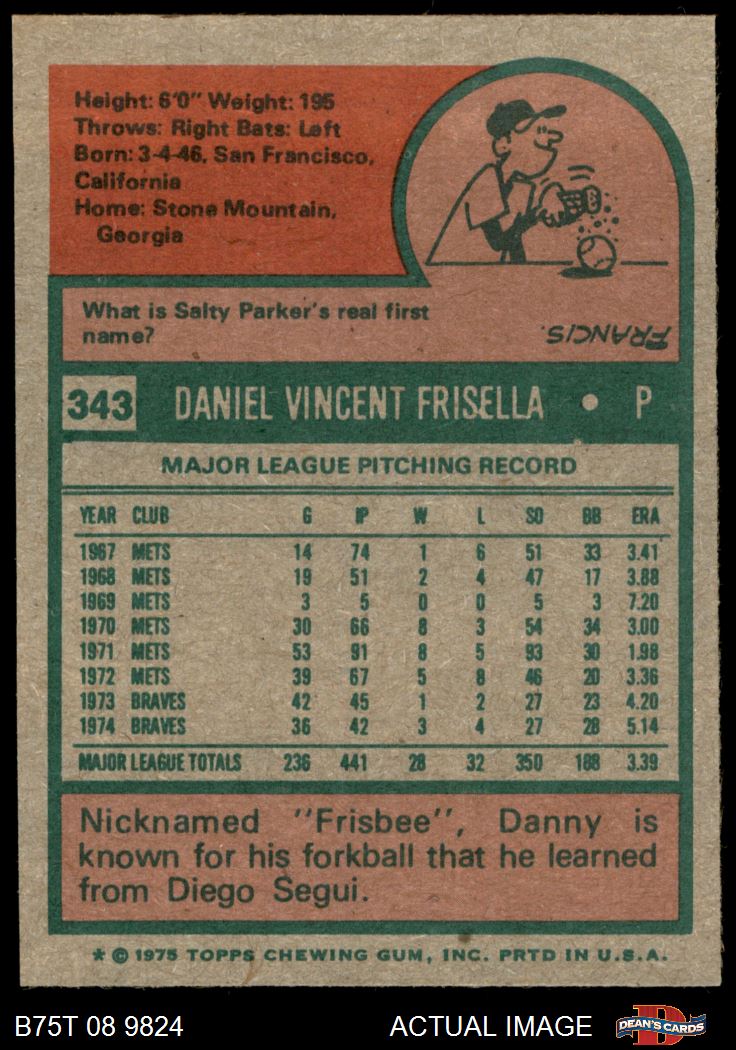 Height: 6'0" Weight: 195
Throws: Right Bats: Left
Born: 3-4-46, San Francisco,
California
Home: Stone Mountain,
Georgia
What is Salty Parker's real first
name?
FRANCIS.
343 DANIEL VINCENT FRISELLA • P
MAJOR LEAGUE PITCHING RECORD
YEAR CLUB G IP W L SO BB ERA
1967 METS 14 74 1 6 51 33 3.41
1968 METS 19 51 2 4 47 17 3.88
1969 METS 3 5 0 0 5 3 7.20
1970 METS 30 66 8 3 54 34 3.00
1971 METS 53 91 8 5 93 30 1.98
1972 METS 39 67 5 8 46 20 3.36
1973 BRAVES 42 45 1 2 27 23 4.20
1974 BRAVES 36 42 3 4 27 28 5.14
MAJOR LEAGUE TOTALS 236 441 28 32 350 188 3.39
Nicknamed "Frisbee", Danny is
known for his forkball that he learned
from Diego Segui.
* © 1975 TOPPS CHEWING GUM, INC. PRTD IN U.S.A.
B75T 08 9824 ACTUAL IMAGE DEAN'S CARDS